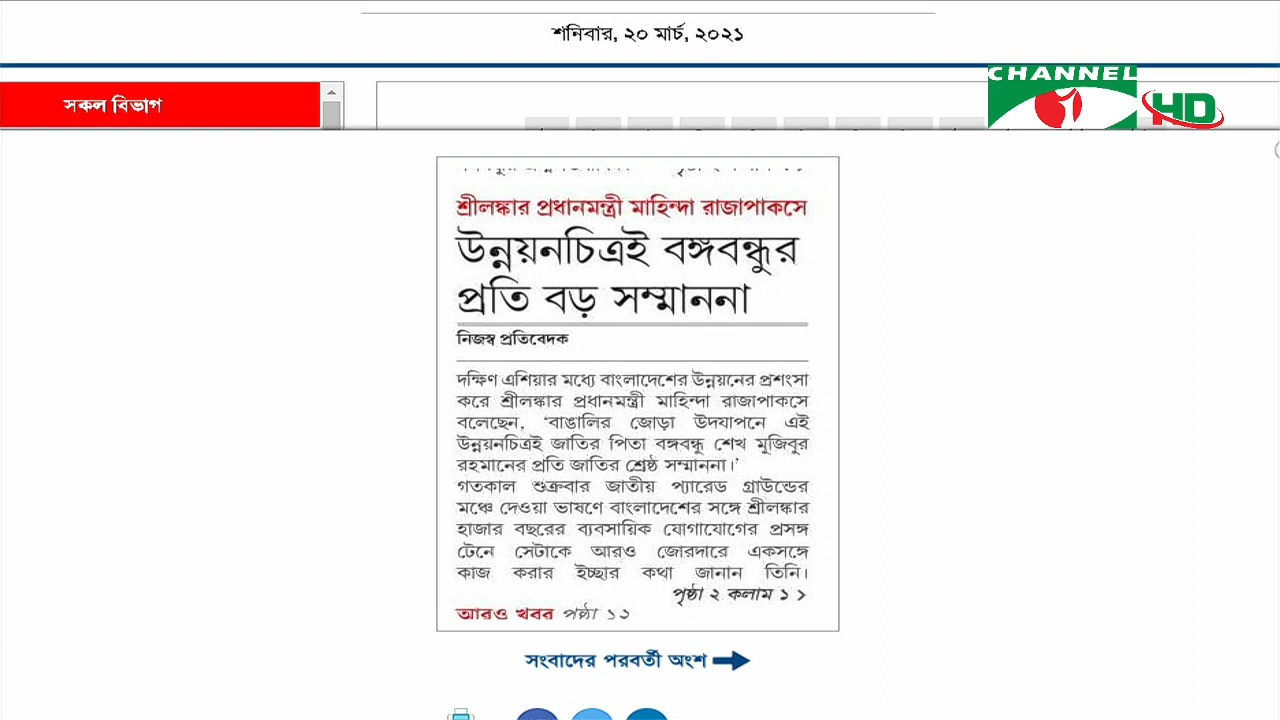 শনিবার, ২০ মার্চ, ২০২১
CHANNEL
HD
সকল বিভাগ
শ্রীলঙ্কার প্রধানমন্ত্রী মাহিন্দা রাজাপাকসে
উন্নয়নচিত্রই বঙ্গবন্ধুর
প্রতি বড় সম্মাননা
নিজস্ব প্রতিবেদক
দক্ষিণ এশিয়ার মধ্যে বাংলাদেশের উন্নয়নের প্রশংসা
করে শ্রীলঙ্কার প্রধানমন্ত্রী মাহিন্দা রাজাপাকসে
বলেছেন, ‘বাঙালির জোড়া উদযাপনে এই
উন্নয়নচিত্রই জাতির পিতা বঙ্গবন্ধু শেখ মুজিবুর
রহমানের প্রতি জাতির শ্রেষ্ঠ সম্মাননা।’
গতকাল শুক্রবার জাতীয় প্যারেড গ্রাউন্ডের
মঞ্চে দেওয়া ভাষণে বাংলাদেশের সঙ্গে শ্রীলঙ্কার
হাজার বছরের ব্যবসায়িক যোগাযোগের প্রসঙ্গ
টেনে সেটাকে আরও জোরদারে একসঙ্গে
কাজ করার ইচ্ছার কথা জানান তিনি।
পৃষ্ঠা ২ কলাম ১ >
আরও খবর পৃষ্ঠা ১২
সংবাদের পরবর্তী অংশ